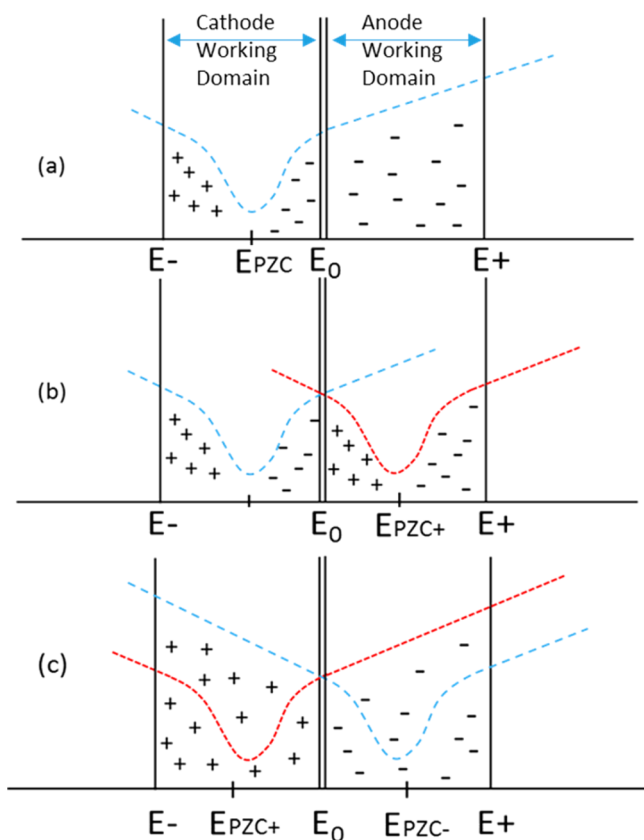 Cathode
Working
Domain
Anode
Working
Domain
(a)
E- EPZC E0 E+
(b)
E- E0 EPZC+ E+
(c)
E- EPZC+ E0 EPZC- E+